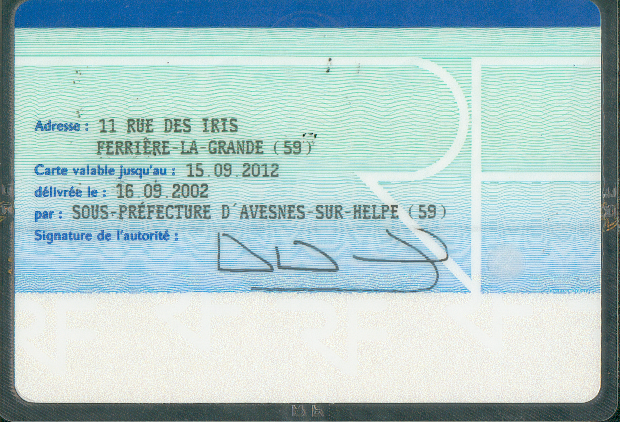 Adresse : 11 RUE DES IRIS
FERRIÈRE-LA-GRANDE (59)
Carte valable jusqu'au : 15.09.2012
délivrée le : 16 09.2002
par : SOUS-PRÉFECTURE D'AVESNES-SUR-HELPE (59)
Signature de l'autorité :
RF